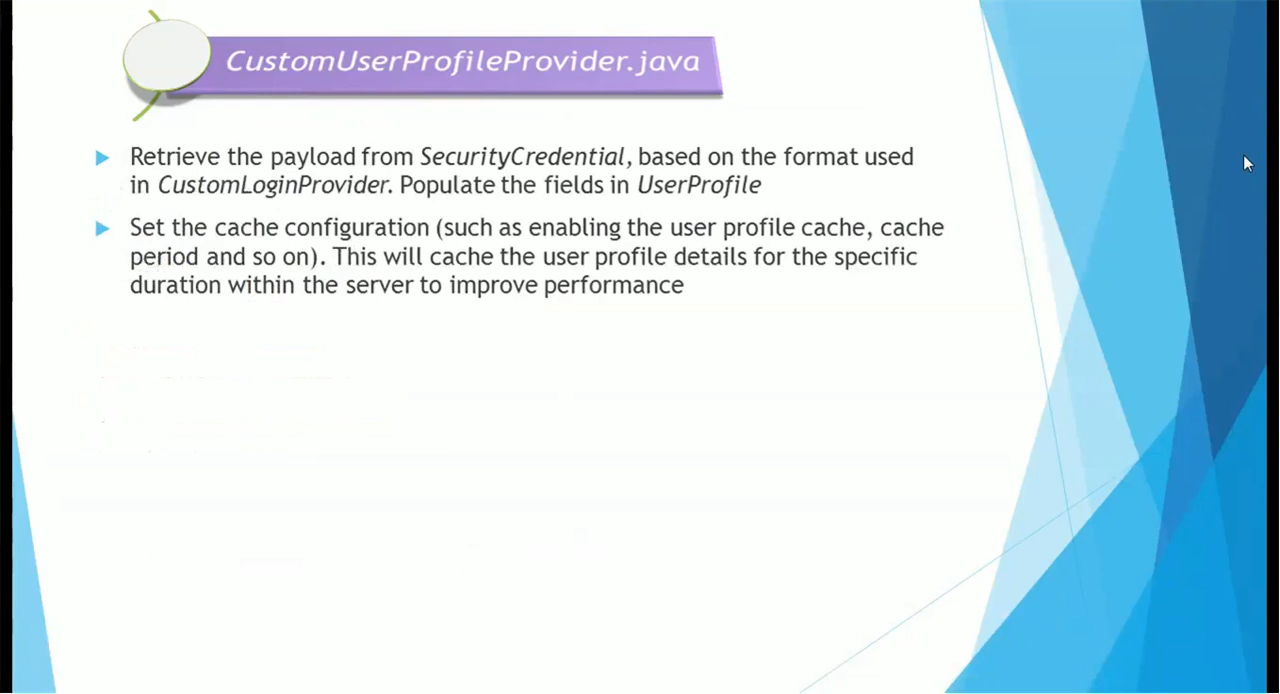 CustomUserProfileProvider.java
Retrieve the payload from SecurityCredential, based on the format used
in CustomLoginProvider. Populate the fields in UserProfile
Set the cache configuration (such as enabling the user profile cache, cache
period and so on). This will cache the user profile details for the specific
duration within the server to improve performance